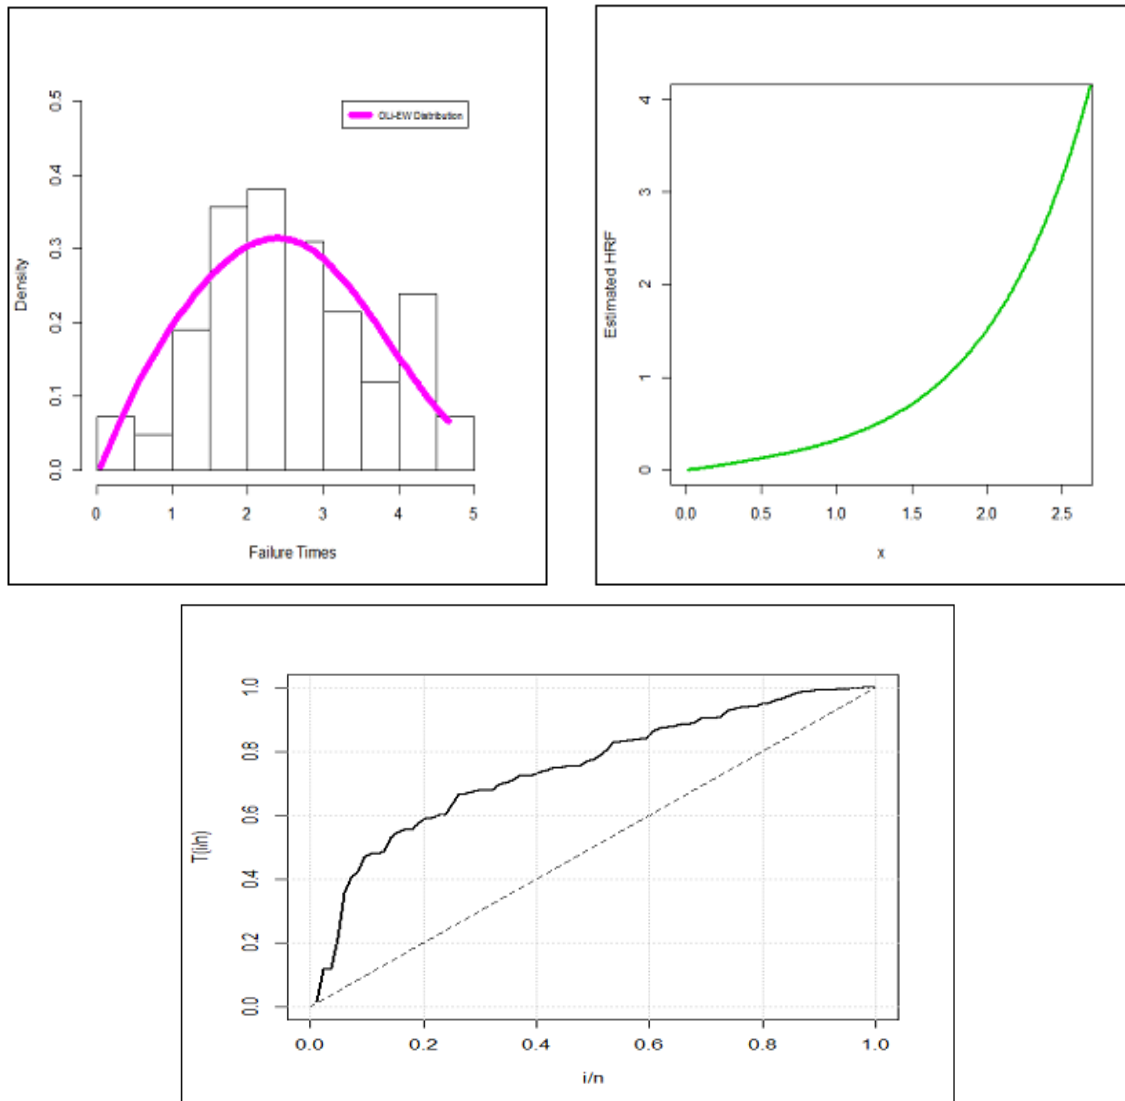 OLi-EW Distribution
Density
0.0 0.1 0.2 0.3 0.4 0.5
0 1 2 3 4 5
Failure Times
Estimated HRF
0 1 2 3 4
0.0 0.5 1.0 1.5 2.0 2.5
x
T(i/n)
0.0 0.2 0.4 0.6 0.8 1.0
0.0 0.2 0.4 0.6 0.8 1.0
i/n